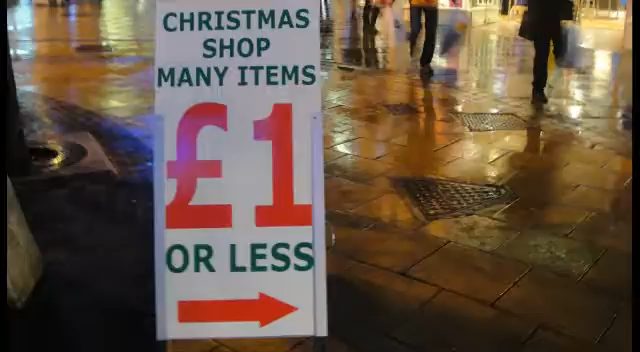 CHRISTMAS
SHOP
MANY ITEMS
£1
OR LESS